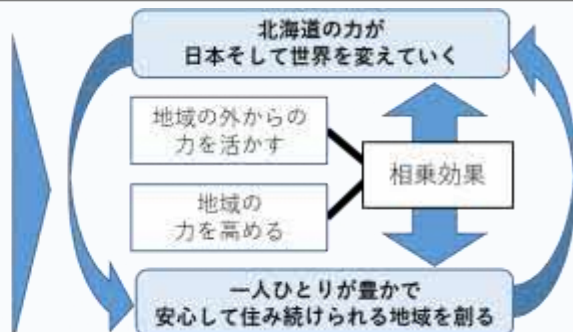 北海道の力が
日本そして世界を変えていく
地域の外からの
力を活かす
相乗効果
地域の
力を高める
一人ひとりが豊かで
安心して住み続けられる地域を創る